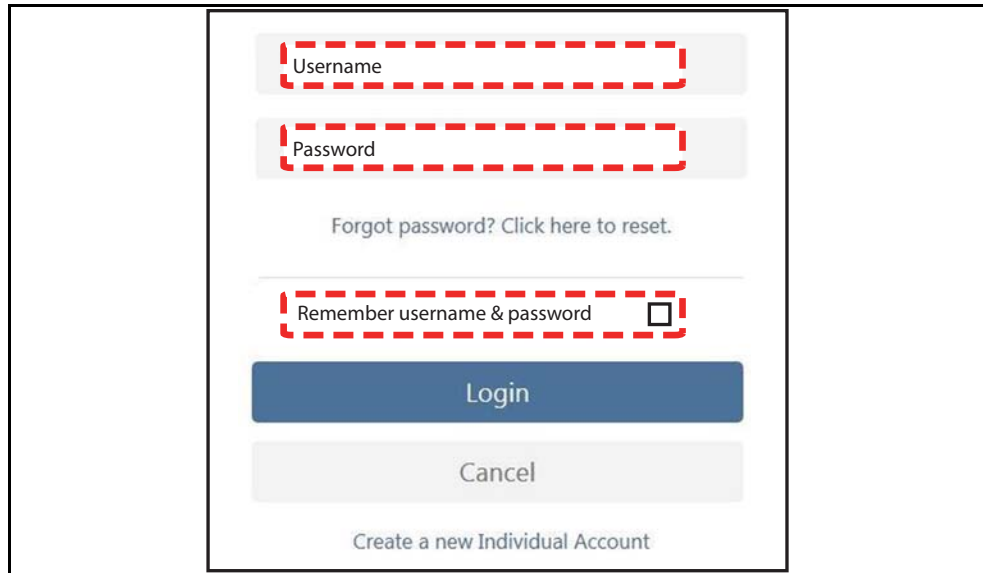 Username
Password
Forgot password? Click here to reset.
Remember username & password
Login
Cancel
Create a new Individual Account